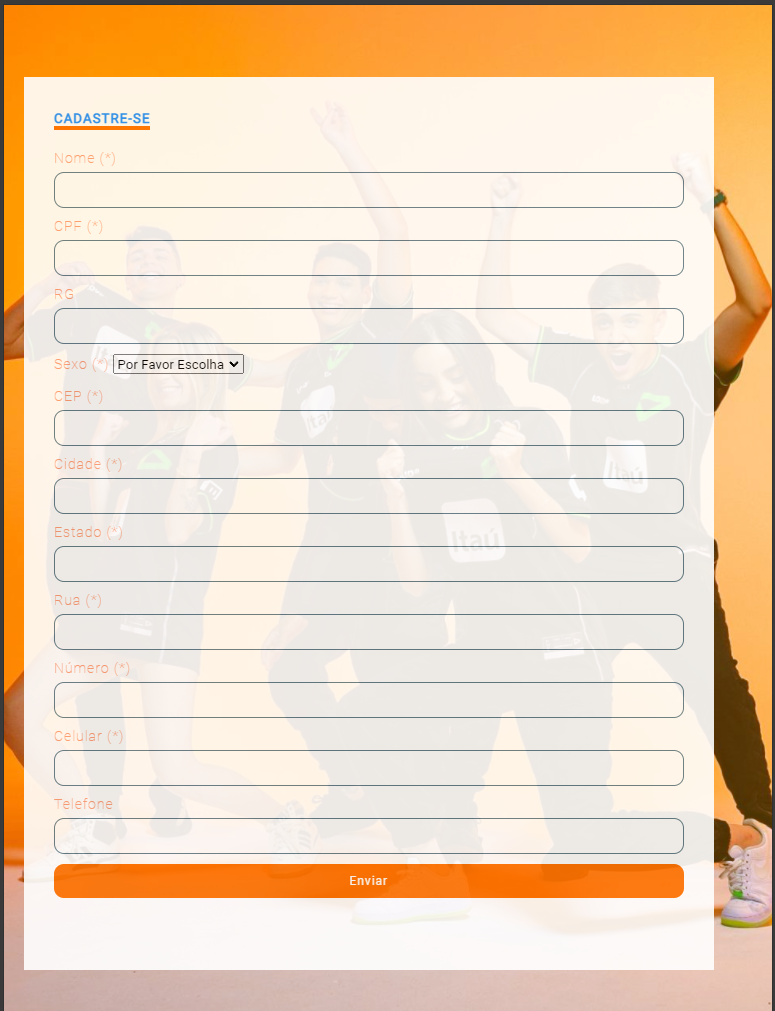 CADASTRE-SE
Nome (*)
CPF (*)
RG
Sexo (*) Por Favor Escolha
CEP (*)
Cidade (*)
Estado (*)
Rua (*)
Número (*)
Celular (*)
Telefone
Enviar
Itaú
Itaú
Itaú